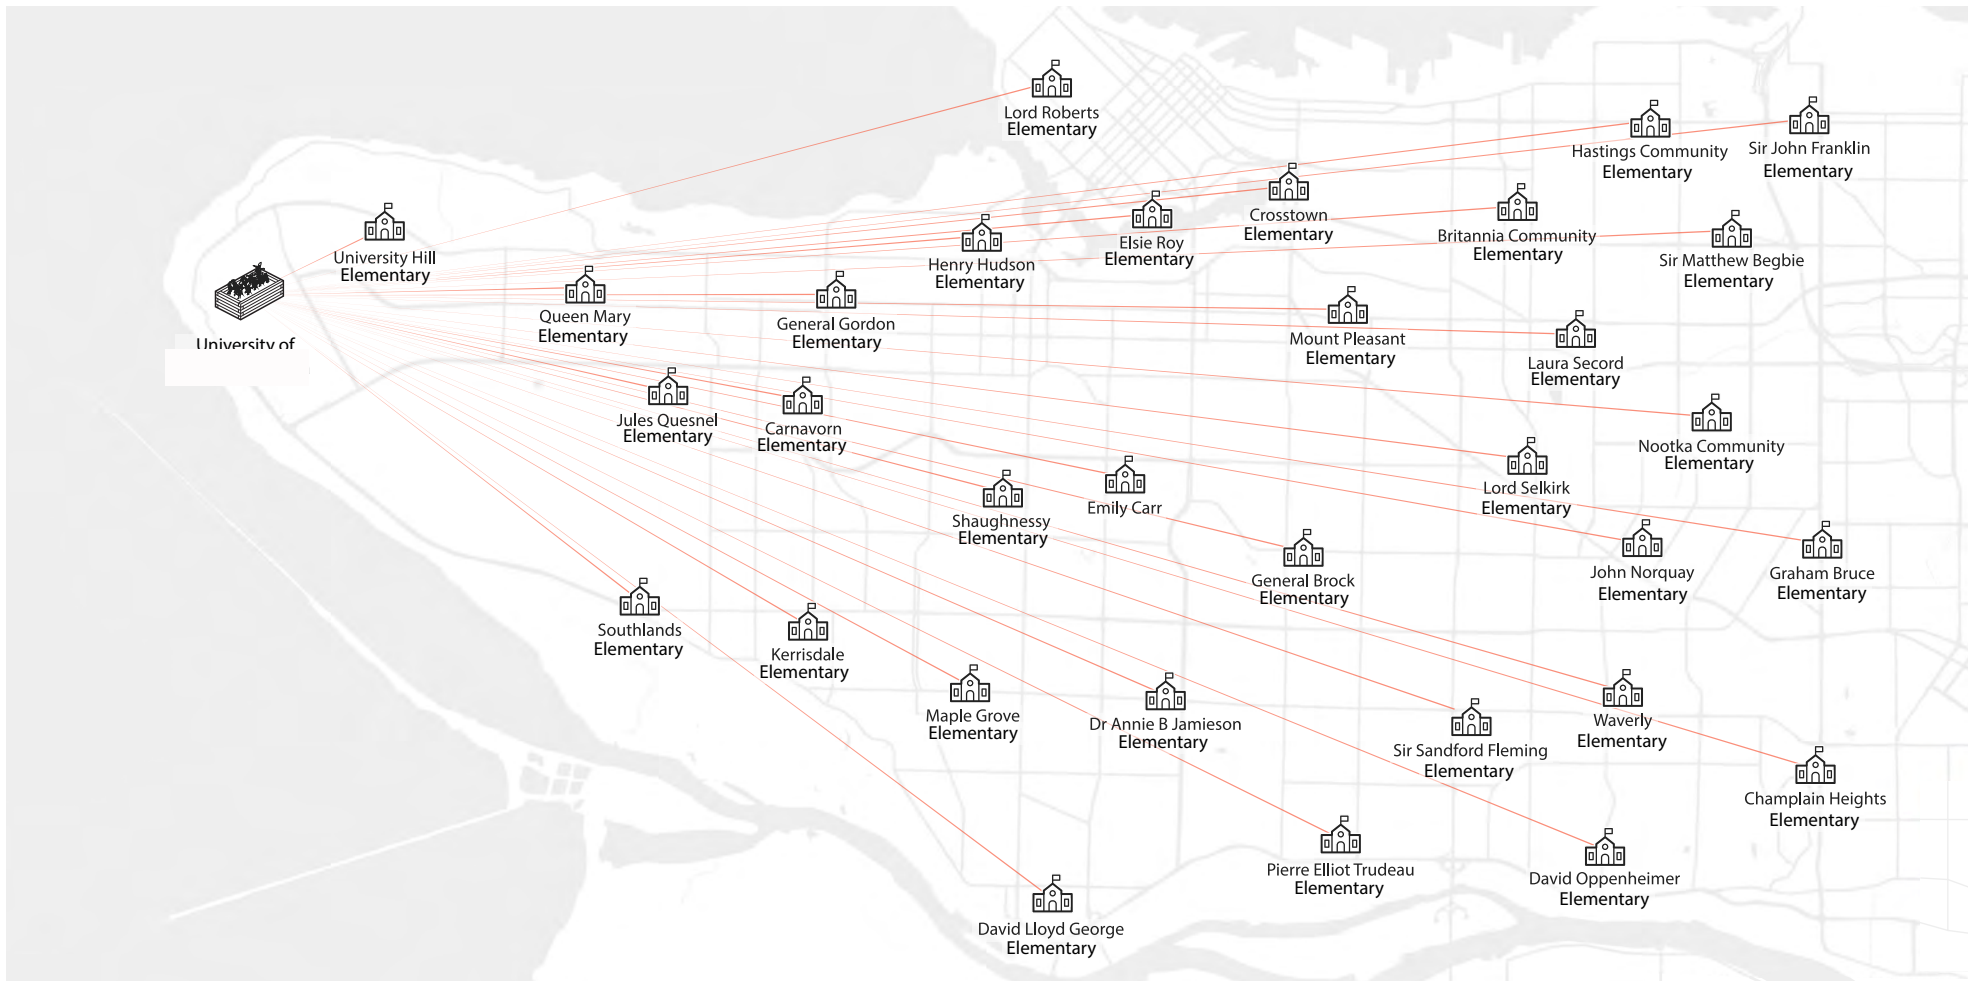 Lord Roberts
Elementary
Hastings Community
Elementary
Sir John Franklin
Elementary
Crosstown
Elementary
Elsie Roy
Elementary
Britannia Community
Elementary
Sir Matthew Begbie
Elementary
University Hill
Elementary
Henry Hudson
Elementary
University of
Queen Mary
Elementary
General Gordon
Elementary
Mount Pleasant
Elementary
Laura Secord
Elementary
Jules Quesnel
Elementary
Carnavorn
Elementary
Nootka Community
Elementary
Lord Selkirk
Elementary
Shaughnessy
Elementary
Emily Carr
General Brock
Elementary
John Norquay
Elementary
Graham Bruce
Elementary
Southlands
Elementary
Kerrisdale
Elementary
Maple Grove
Elementary
Dr Annie B Jamieson
Elementary
Sir Sandford Fleming
Elementary
Waverly
Elementary
Champlain Heights
Elementary
Pierre Elliot Trudeau
Elementary
David Oppenheimer
Elementary
David Lloyd George
Elementary